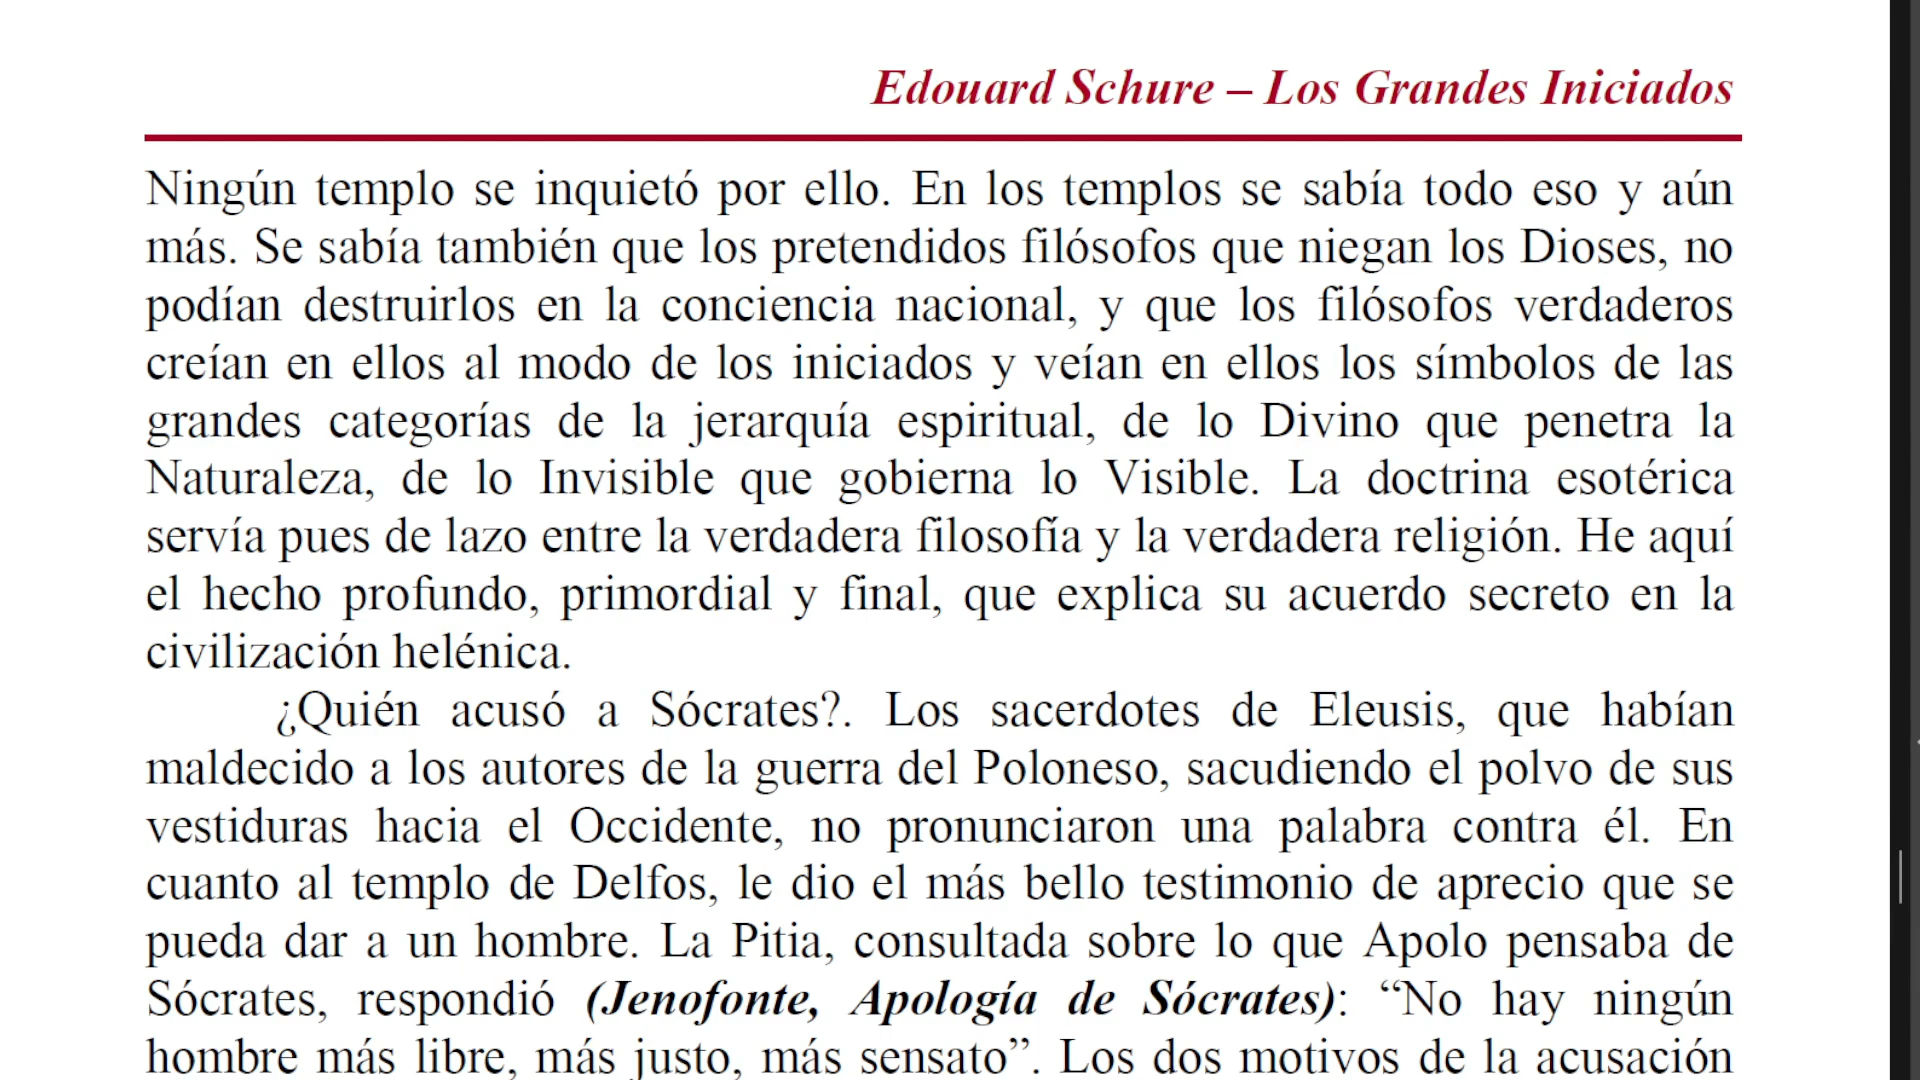 Edouard Schure – Los Grandes Iniciados
Ningún templo se inquietó por ello. En los templos se sabía todo eso y aún
más. Se sabía también que los pretendidos filósofos que niegan los Dioses, no
podían destruirlos en la conciencia nacional, y que los filósofos verdaderos
creían en ellos al modo de los iniciados y veían en ellos los símbolos de las
grandes categorías de la jerarquía espiritual, de lo Divino que penetra la
Naturaleza, de lo Invisible que gobierna lo Visible. La doctrina esotérica
servía pues de lazo entre la verdadera filosofía y la verdadera religión. He aquí
el hecho profundo, primordial y final, que explica su acuerdo secreto en la
civilización helénica.
¿Quién acusó a Sócrates?. Los sacerdotes de Eleusis, que habían
maldecido a los autores de la guerra del Poloneso, sacudiendo el polvo de sus
vestiduras hacia el Occidente, no pronunciaron una palabra contra él. En
cuanto al templo de Delfos, le dio el más bello testimonio de aprecio que se
pueda dar a un hombre. La Pitia, consultada sobre lo que Apolo pensaba de
Sócrates, respondió (Jenofonte, Apología de Sócrates): “No hay ningún
hombre más libre, más justo, más sensato”. Los dos motivos de la acusación